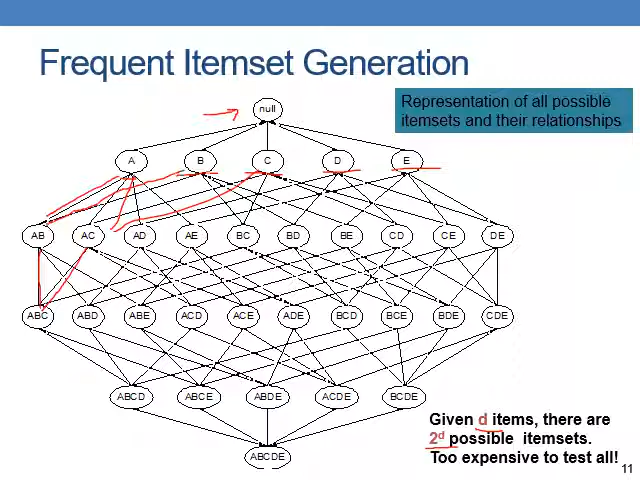 Frequent Itemset Generation
Representation of all possible
itemsets and their relationships
null
A B C D E
AB AC AD AE BC BD BE CD CE DE
ABC ABD ABE ACD ACE ADE BCD BCE BDE CDE
ABCD ABCE ABDE ACDE BCDE
ABCDE
Given d items, there are
2^d possible itemsets.
Too expensive to test all!
11